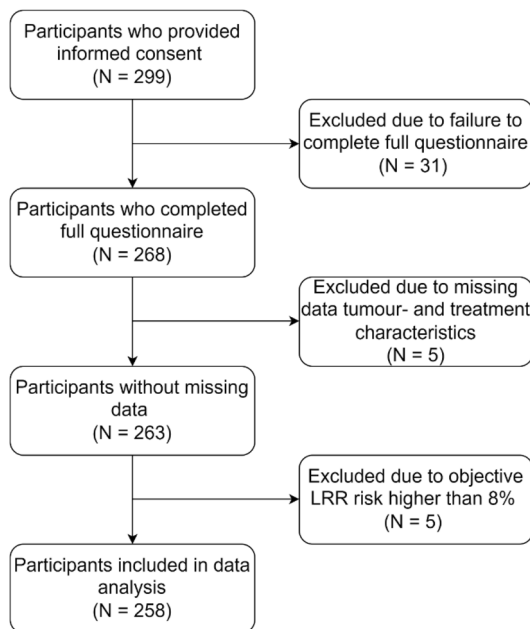 Participants who provided
informed consent
(N = 299)
Excluded due to failure to
complete full questionnaire
(N = 31)
Participants who completed
full questionnaire
(N = 268)
Excluded due to missing
data tumour- and treatment
characteristics
(N = 5)
Participants without missing
data
(N = 263)
Excluded due to objective
LRR risk higher than 8%
(N = 5)
Participants included in data
analysis
(N = 258)